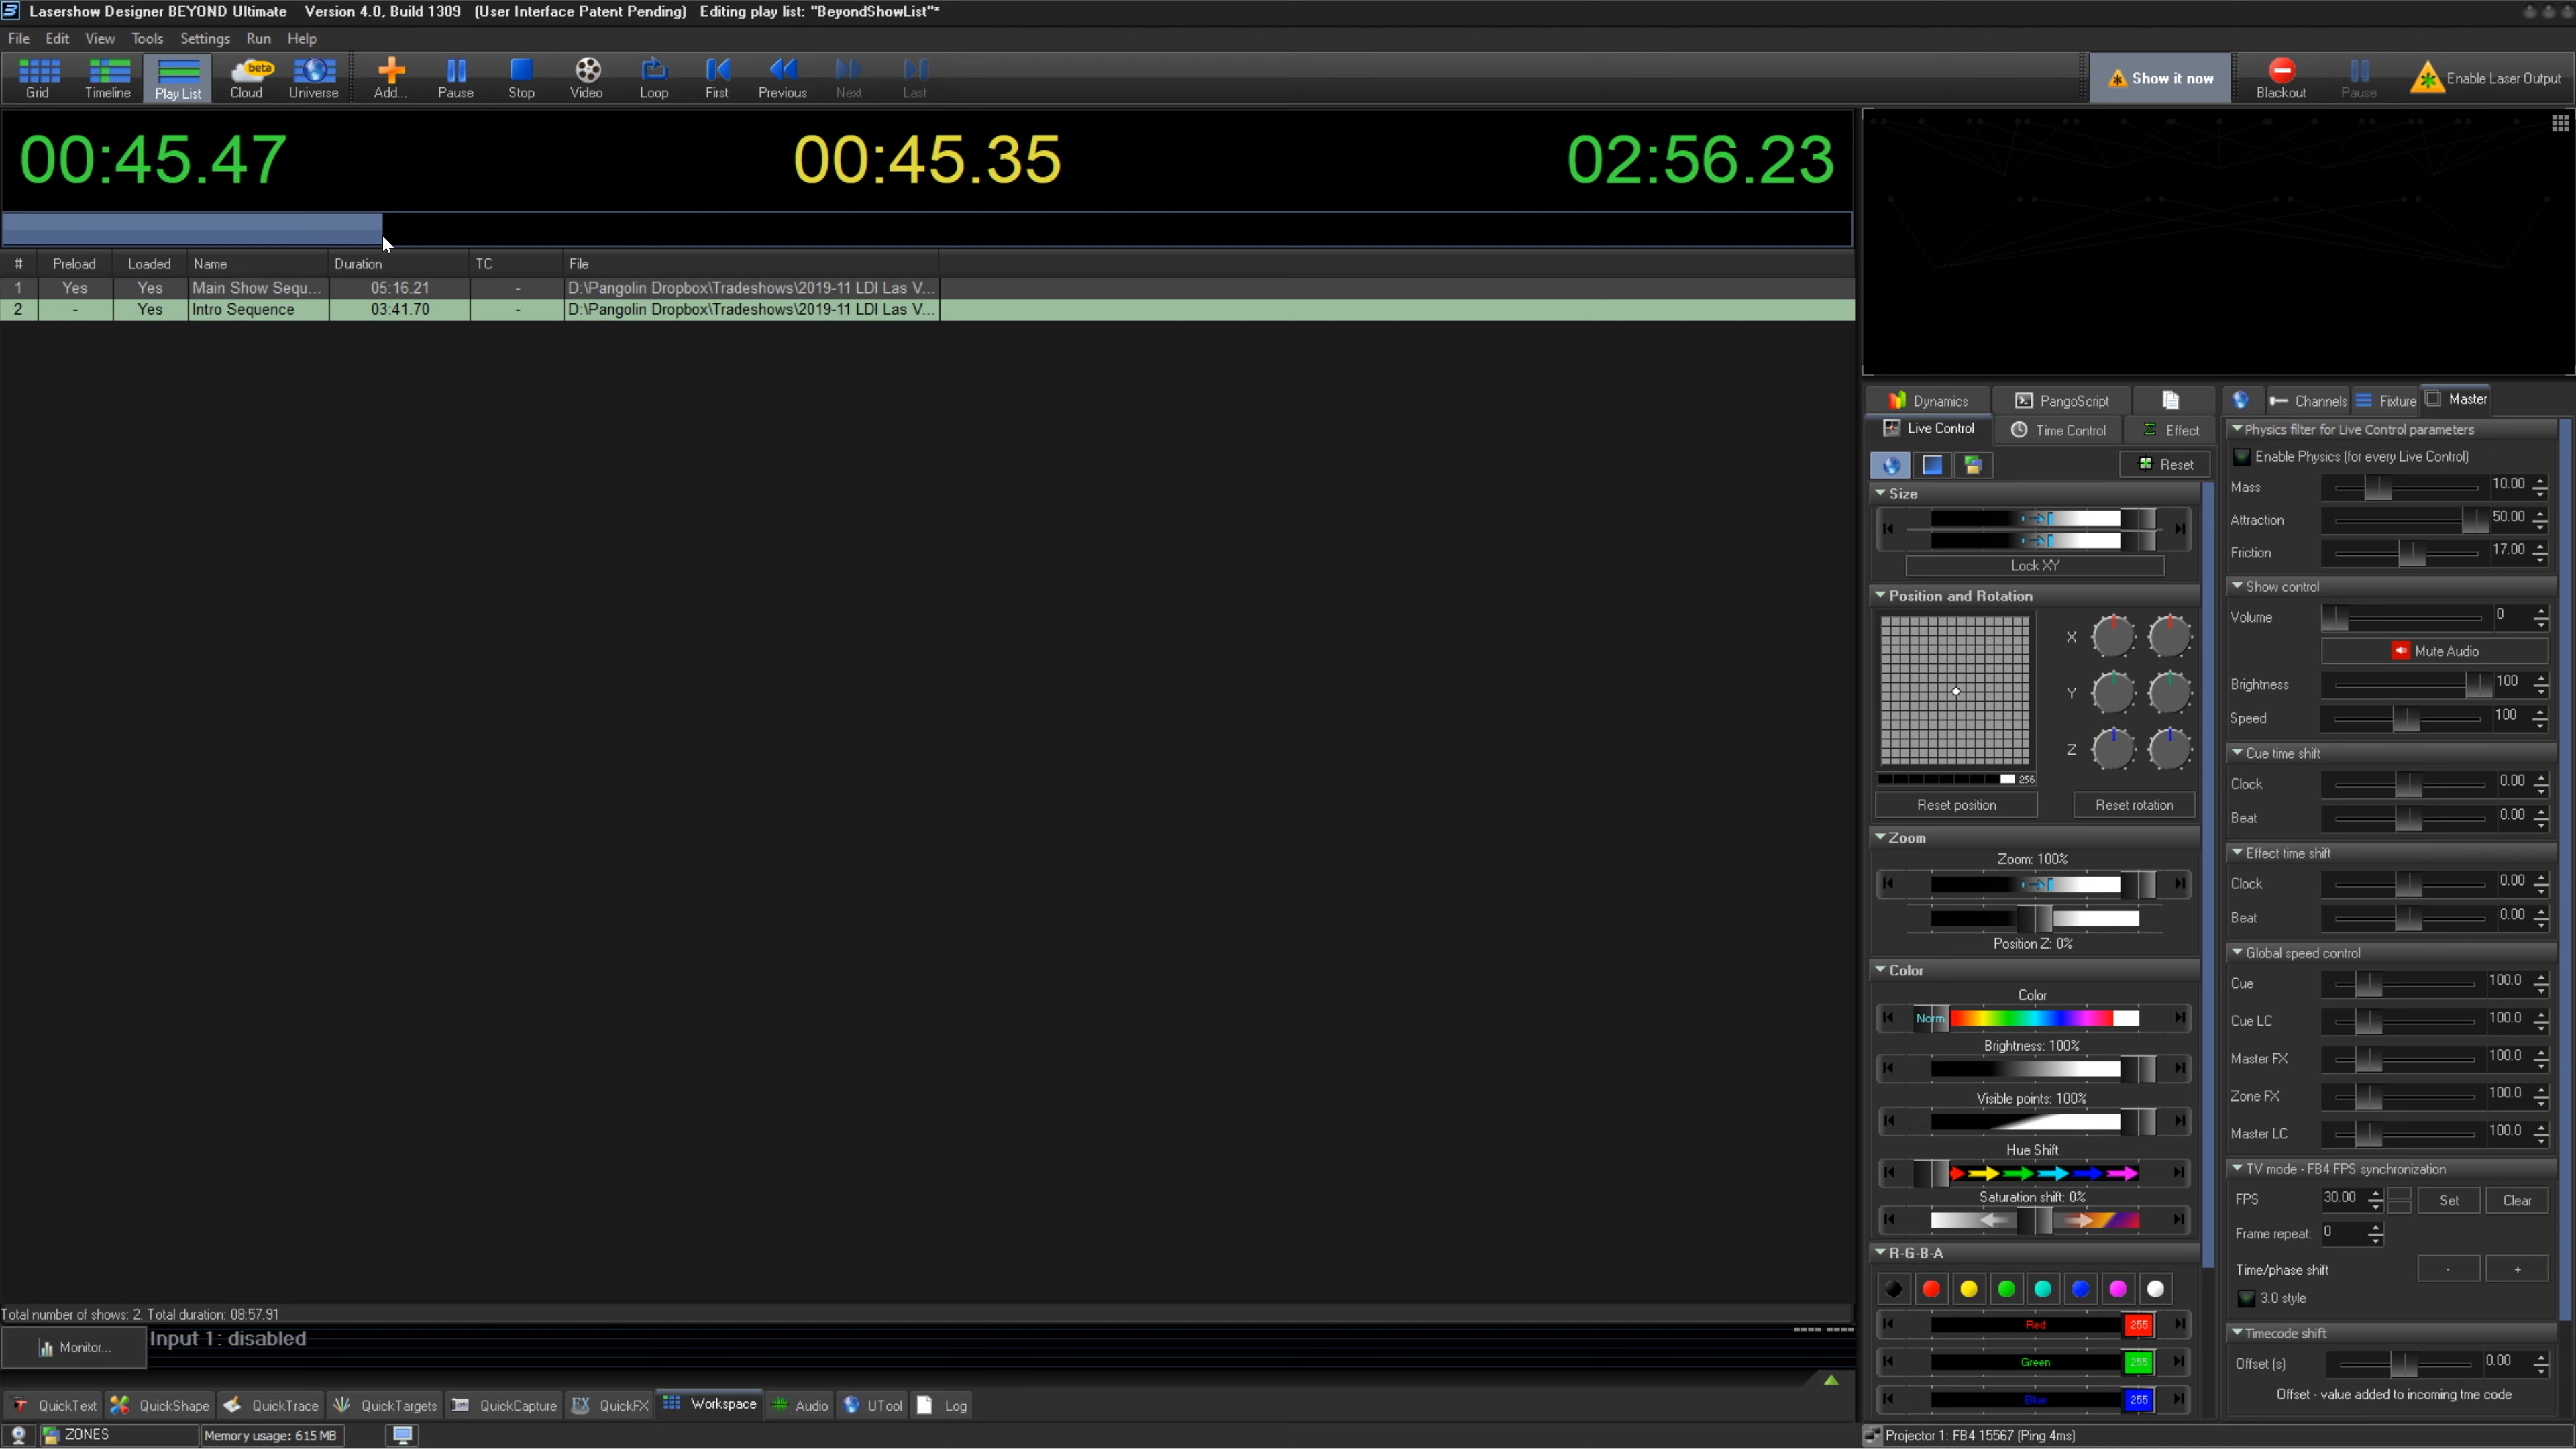 Lasershow Designer BEYOND Ultimate Version 4.0, Build 1309 (User Interface Patent Pending) Editing play list: "BeyondShowList"*
File Edit View Tools Settings Run Help
Grid Timeline Play List beta Cloud Universe Add... Pause Stop Video Loop First Previous Next Last Show it now Blackout Pause Enable Laser Output
00:45.47 00:45.35 02:56.23
# Preload Loaded Name Duration TC File
1 Yes Yes Main Show Sequ... 05:16.21 - D:\Pangolin Dropbox\Tradeshows\2019-11 LDI Las V...
2 - Yes Intro Sequence 03:41.70 - D:\Pangolin Dropbox\Tradeshows\2019-11 LDI Las V...
Total number of shows: 2. Total duration: 08:57.91
Monitor... Input 1: disabled
QuickText QuickShape QuickTrace QuickTargets QuickCapture FX QuickFX Workspace Audio UTool Log
ZONES Memory usage: 615 MB
Dynamics PangoScript
Live Control Time Control Effect
Reset
Size
Lock XY
Position and Rotation
X
Y
Z
256
Reset position Reset rotation
Zoom
Zoom: 100%
Position Z: 0%
Color
Color
Norm.
Brightness: 100%
Visible points: 100%
Hue Shift
Saturation shift: 0%
R-G-B-A
Red 255
Green 255
Blue 255
Projector 1: FB4 15567 (Ping 4ms)
Channels Fixture Master
Physics filter for Live Control parameters
Enable Physics (for every Live Control)
Mass 10.00
Attraction 50.00
Friction 17.00
Show control
Volume 0
Mute Audio
Brightness 100
Speed 100
Cue time shift
Clock 0.00
Beat 0.00
Effect time shift
Clock 0.00
Beat 0.00
Global speed control
Cue 100.0
Cue LC 100.0
Master FX 100.0
Zone FX 100.0
Master LC 100.0
TV mode - FB4 FPS synchronization
FPS 30.00 Set Clear
Frame repeat: 0
Time/phase shift - +
3.0 style
Timecode shift
Offset (s) 0.00
Offset - value added to incoming tme code